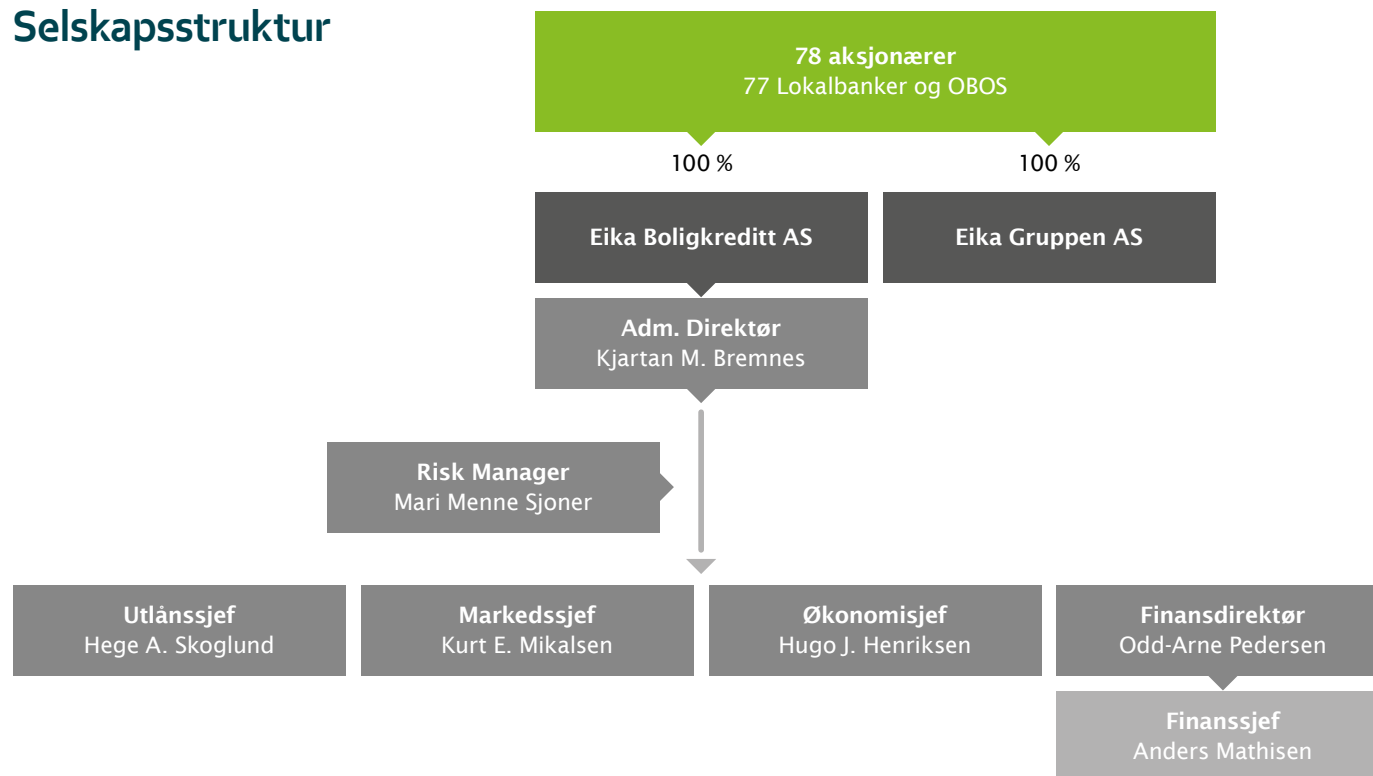 Selskapsstruktur
78 aksjonærer
77 Lokalbanker og OBOS
100 %
100 %
Eika Boligkreditt AS
Eika Gruppen AS
Adm. Direktør
Kjartan M. Bremnes
Risk Manager
Mari Menne Sjoner
Utlånssjef
Hege A. Skoglund
Markedssjef
Kurt E. Mikalsen
Økonomisjef
Hugo J. Henriksen
Finansdirektør
Odd-Arne Pedersen
Finanssjef
Anders Mathisen